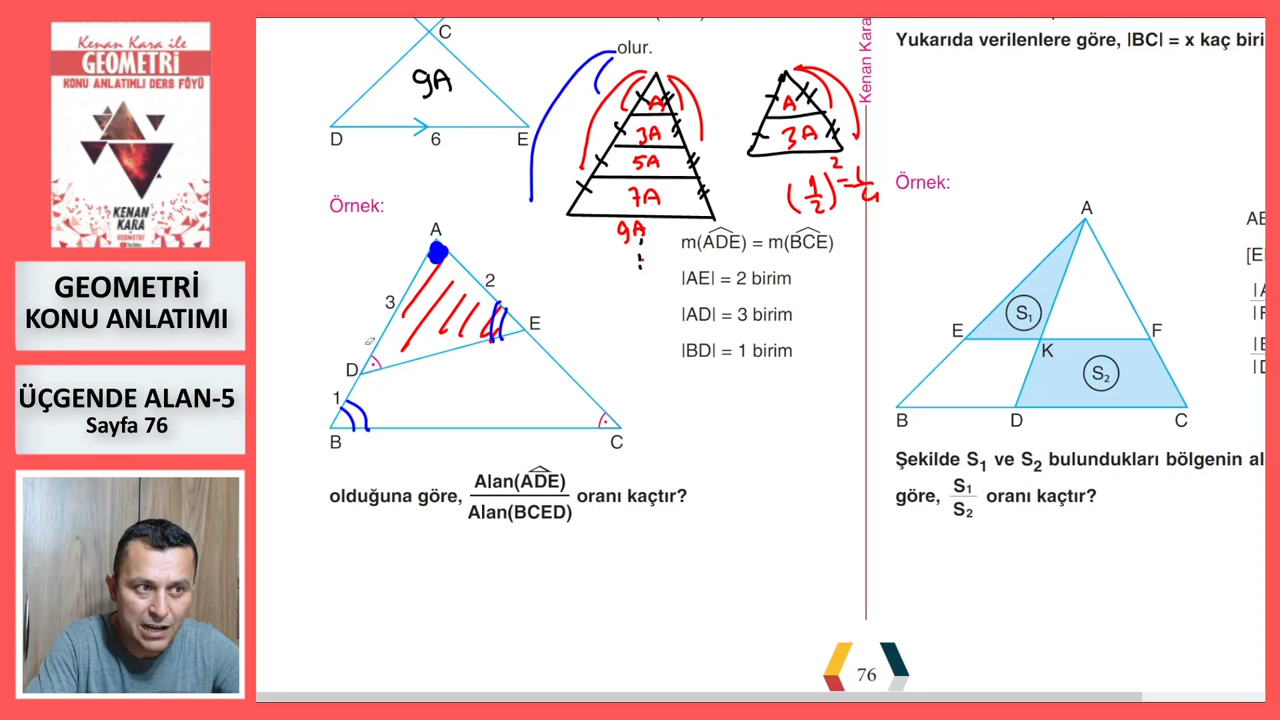 Kenan Kara ile
GEOMETRİ
KONU ANLATIMLI DERS FÖYÜ
KENAN
KARA
GEOMETRİ
KONU ANLATIMI
ÜÇGENDE ALAN-5
Sayfa 76
C
9A
D
6
E
olur.
A
3A
5A
7A
9A
A
3A
(1/2)² = 1/4
Kenan Kara
Örnek:
A
3
2
E
D
1
B
C
m(ADE) = m(BCE)
|AE| = 2 birim
|AD| = 3 birim
|BD| = 1 birim
olduğuna göre, Alan(ADE) / Alan(BCED) oranı kaçtır?
Yukarıda verilenlere göre, |BC| = x kaç biri
Örnek:
A
S1
E
F
K
S2
B
D
C
AE
[E
Şekilde S1 ve S2 bulundukları bölgenin al
göre, S1 / S2 oranı kaçtır?
76